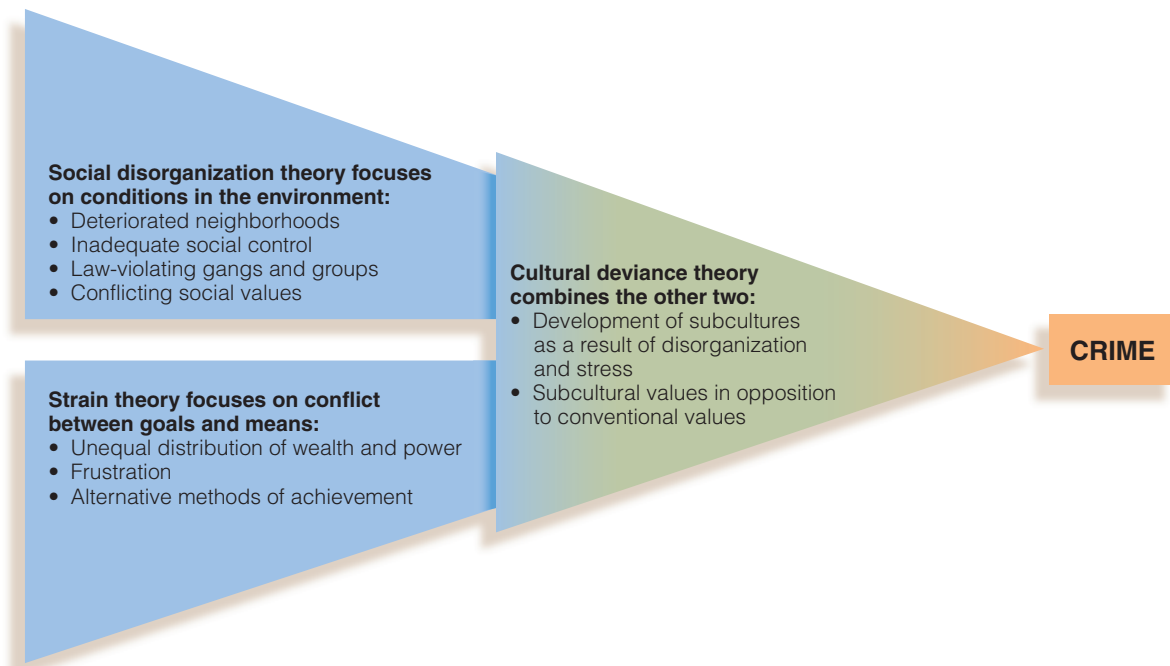 Social disorganization theory focuses
on conditions in the environment:
• Deteriorated neighborhoods
• Inadequate social control
• Law-violating gangs and groups
• Conflicting social values
Strain theory focuses on conflict
between goals and means:
• Unequal distribution of wealth and power
• Frustration
• Alternative methods of achievement
Cultural deviance theory
combines the other two:
• Development of subcultures
as a result of disorganization
and stress
• Subcultural values in opposition
to conventional values
CRIME